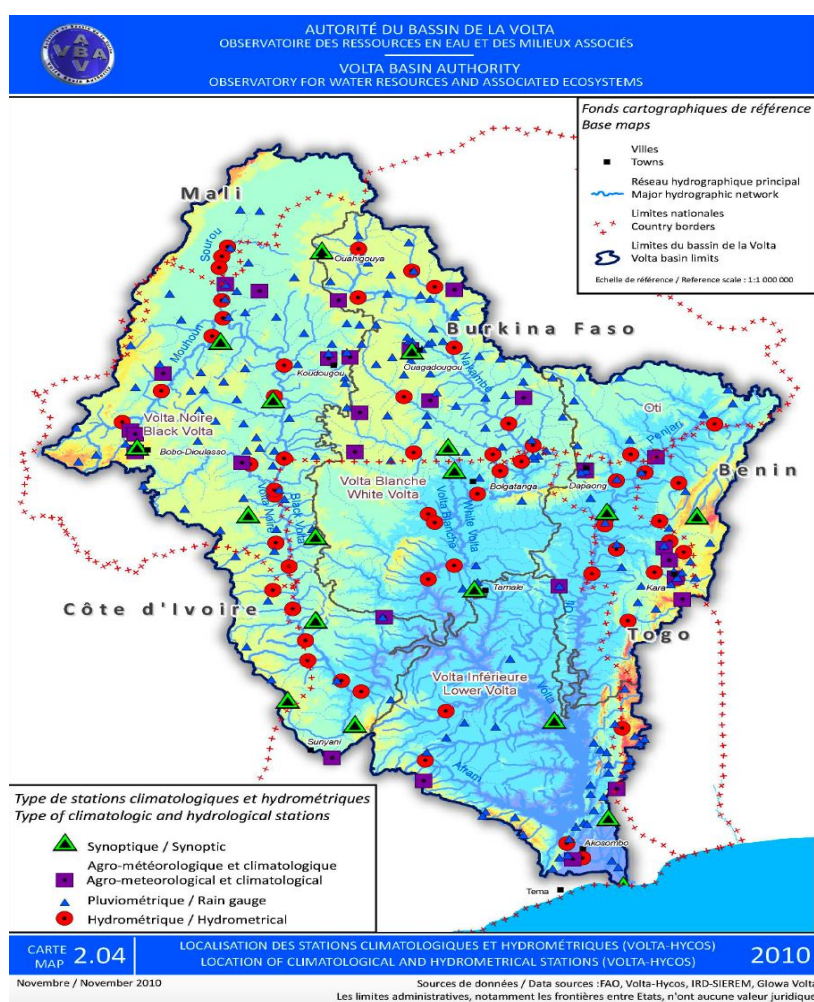 AUTORITÉ DU BASSIN DE LA VOLTA
OBSERVATOIRE DES RESSOURCES EN EAU ET DES MILIEUX ASSOCIÉS
VOLTA BASIN AUTHORITY
OBSERVATORY FOR WATER RESOURCES AND ASSOCIATED ECOSYSTEMS
Fonds cartographiques de référence
Base maps
Villes
Towns
Réseau hydrographique principal
Major hydrographic network
Limites nationales
Country borders
Limites du bassin de la Volta
Volta basin limits
Echelle de référence / Reference scale : 1:1 000 000
Mali
Sourou
Ouahigouya
Burkina Faso
Mouhoun
Koudougou
Ouagadougou
Nakambé
Oti
Volta Noire
Black Volta
Penjari
Bobo-Dioulasso
Benin
Volta Blanche
White Volta
Bolgatanga
Dapaong
Volta Noire
Black Volta
Volta Blanche
White Volta
Kara
Tamale
Oti
Côte d'Ivoire
Togo
Volta Inférieure
Lower Volta
Volta
Sunyani
Afram
Akosombo
Tema
Type de stations climatologiques et hydrométriques
Type of climatologic and hydrological stations
Synoptique / Synoptic
Agro-météorologique et climatologique
Agro-meteorological et climatological
Pluviométrique / Rain gauge
Hydrométrique / Hydrometrical
CARTE
MAP 2.04
LOCALISATION DES STATIONS CLIMATOLOGIQUES ET HYDROMÉTRIQUES (VOLTA-HYCOS)
LOCATION OF CLIMATOLOGICAL AND HYDROMETRICAL STATIONS (VOLTA-HYCOS)
2010
Novembre / November 2010
Sources de données / Data sources :FAO, Volta-Hycos, IRD-SIEREM, Glowa Volta
Les limites administratives, notamment les frontières entre Etats, n'ont aucune valeur juridique